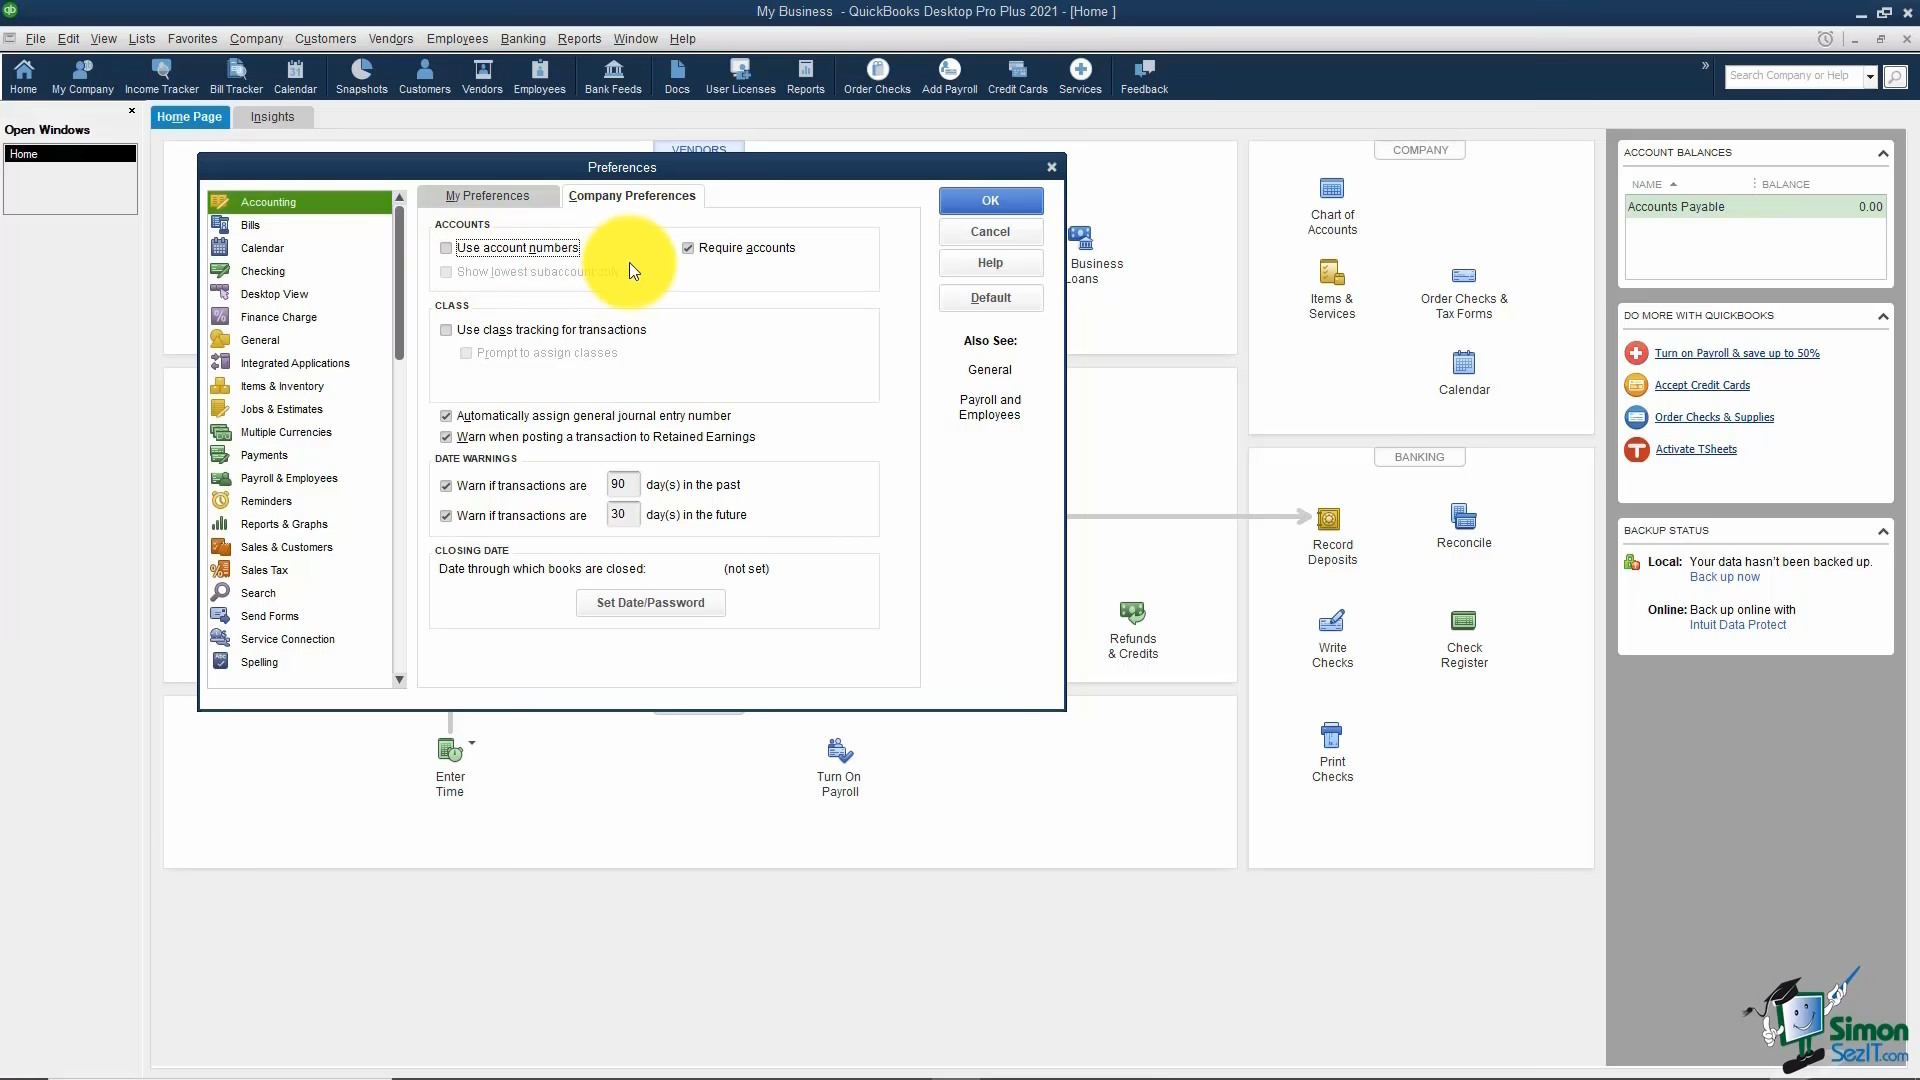 My Business - QuickBooks Desktop Pro Plus 2021 - [Home ]
File Edit View Lists Favorites Company Customers Vendors Employees Banking Reports Window Help
Home My Company Income Tracker Bill Tracker Calendar Snapshots Customers Vendors Employees Bank Feeds Docs User Licenses Reports Order Checks Add Payroll Credit Cards Services Feedback
Search Company or Help
Open Windows
Home
Home Page Insights
VENDORS
Preferences
Accounting
Bills
Calendar
Checking
Desktop View
Finance Charge
General
Integrated Applications
Items & Inventory
Jobs & Estimates
Multiple Currencies
Payments
Payroll & Employees
Reminders
Reports & Graphs
Sales & Customers
Sales Tax
Search
Send Forms
Service Connection
Spelling
My Preferences Company Preferences
ACCOUNTS
Use account numbers Require accounts
Show lowest subaccount only
CLASS
Use class tracking for transactions
Prompt to assign classes
Automatically assign general journal entry number
Warn when posting a transaction to Retained Earnings
DATE WARNINGS
Warn if transactions are 90 day(s) in the past
Warn if transactions are 30 day(s) in the future
CLOSING DATE
Date through which books are closed: (not set)
Set Date/Password
OK
Cancel
Help
Default
Also See:
General
Payroll and
Employees
Business
Loans
Refunds
& Credits
Enter
Time
Turn On
Payroll
COMPANY
Chart of
Accounts
Items &
Services
Order Checks &
Tax Forms
Calendar
BANKING
Record
Deposits
Reconcile
Write
Checks
Check
Register
Print
Checks
ACCOUNT BALANCES
NAME BALANCE
Accounts Payable 0.00
DO MORE WITH QUICKBOOKS
Turn on Payroll & save up to 50%
Accept Credit Cards
Order Checks & Supplies
Activate TSheets
BACKUP STATUS
Local: Your data hasn't been backed up.
Back up now
Online: Back up online with
Intuit Data Protect
Simon
SezIT.com